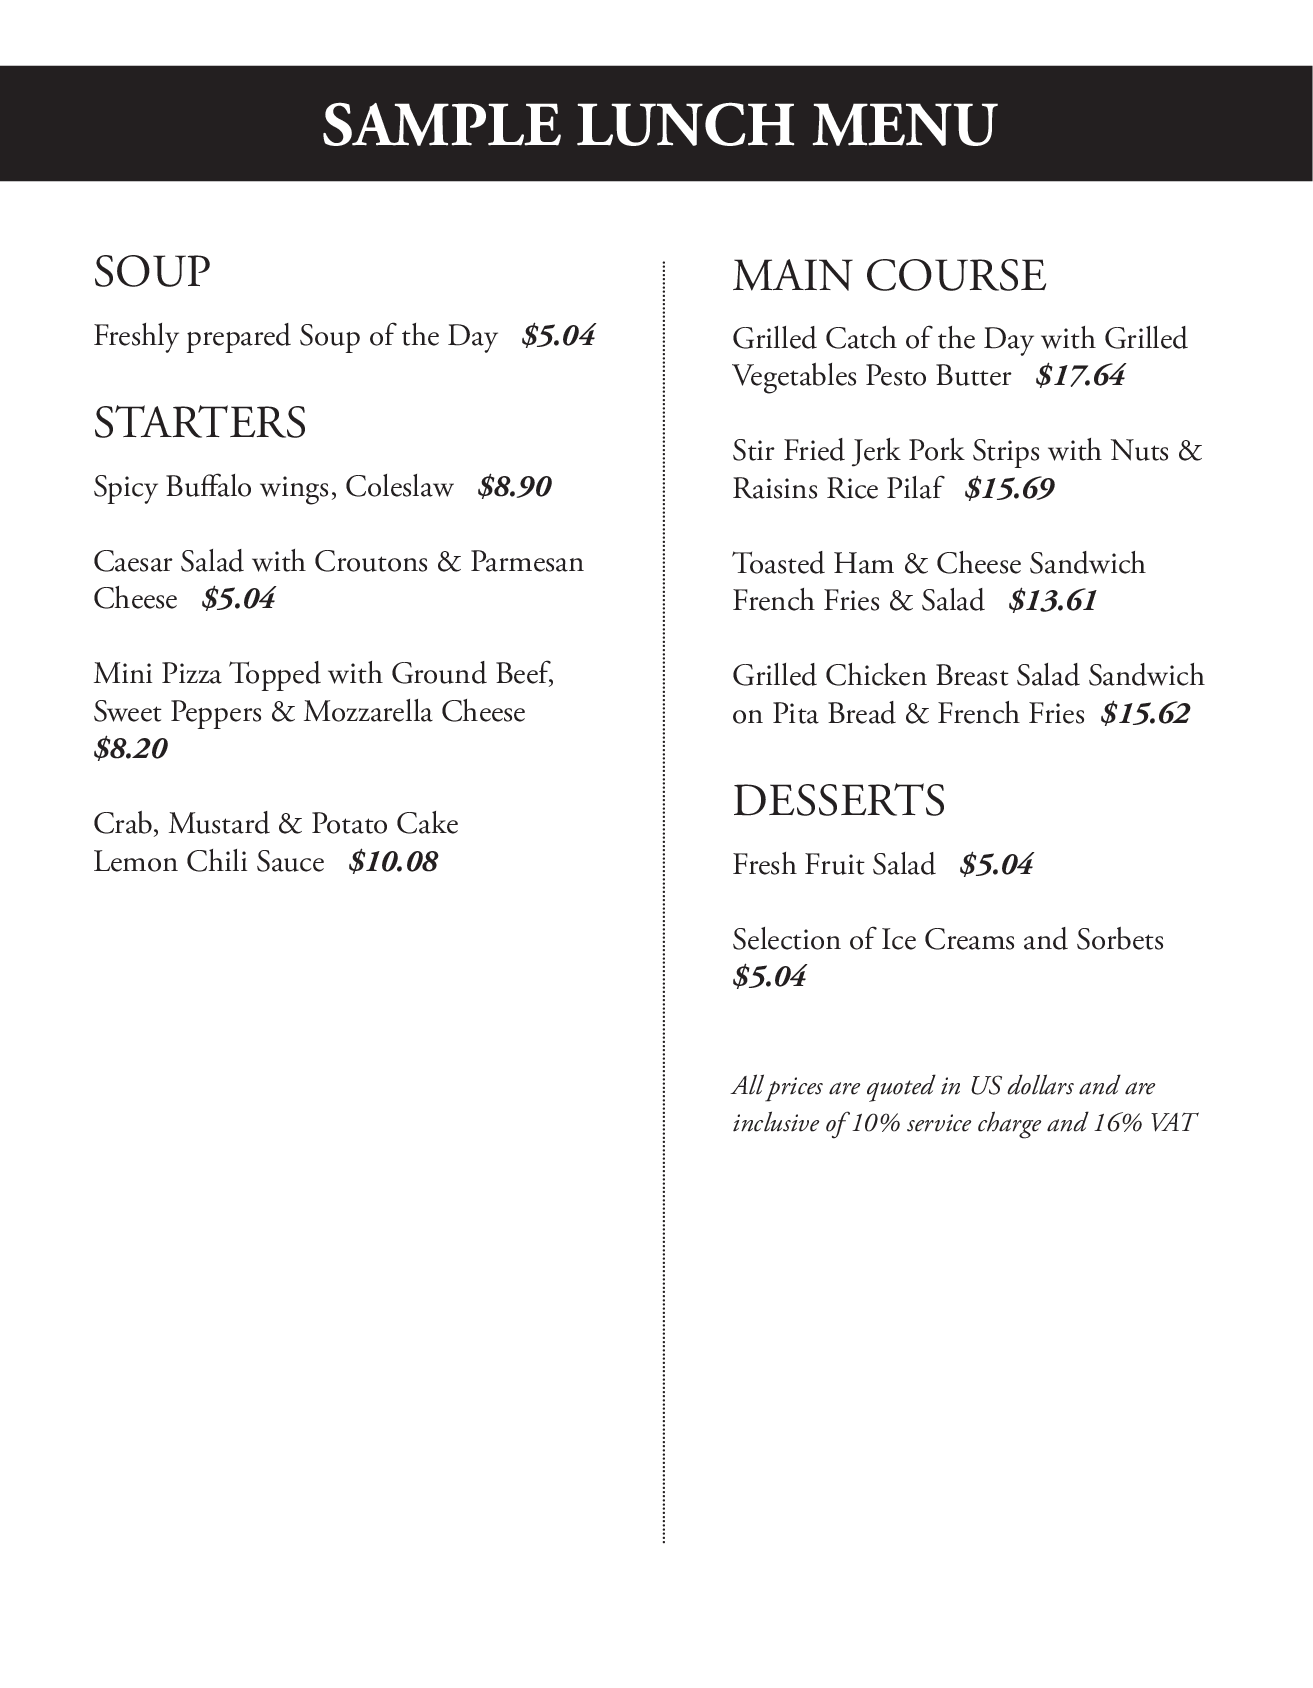 SAMPLE LUNCH MENU
SOUP
Freshly prepared Soup of the Day $5.04
STARTERS
Spicy Buffalo wings, Coleslaw $8.90
Caesar Salad with Croutons & Parmesan
Cheese $5.04
Mini Pizza Topped with Ground Beef,
Sweet Peppers & Mozzarella Cheese
$8.20
Crab, Mustard & Potato Cake
Lemon Chili Sauce $10.08
MAIN COURSE
Grilled Catch of the Day with Grilled
Vegetables Pesto Butter $17.64
Stir Fried Jerk Pork Strips with Nuts &
Raisins Rice Pilaf $15.69
Toasted Ham & Cheese Sandwich
French Fries & Salad $13.61
Grilled Chicken Breast Salad Sandwich
on Pita Bread & French Fries $15.62
DESSERTS
Fresh Fruit Salad $5.04
Selection of Ice Creams and Sorbets
$5.04
All prices are quoted in US dollars and are
inclusive of 10% service charge and 16% VAT